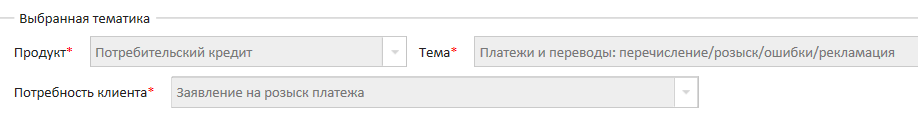 Выбранная тематика
Продукт* Потребительский кредит Тема* Платежи и переводы: перечисление/розыск/ошибки/рекламация
Потребность клиента* Заявление на розыск платежа